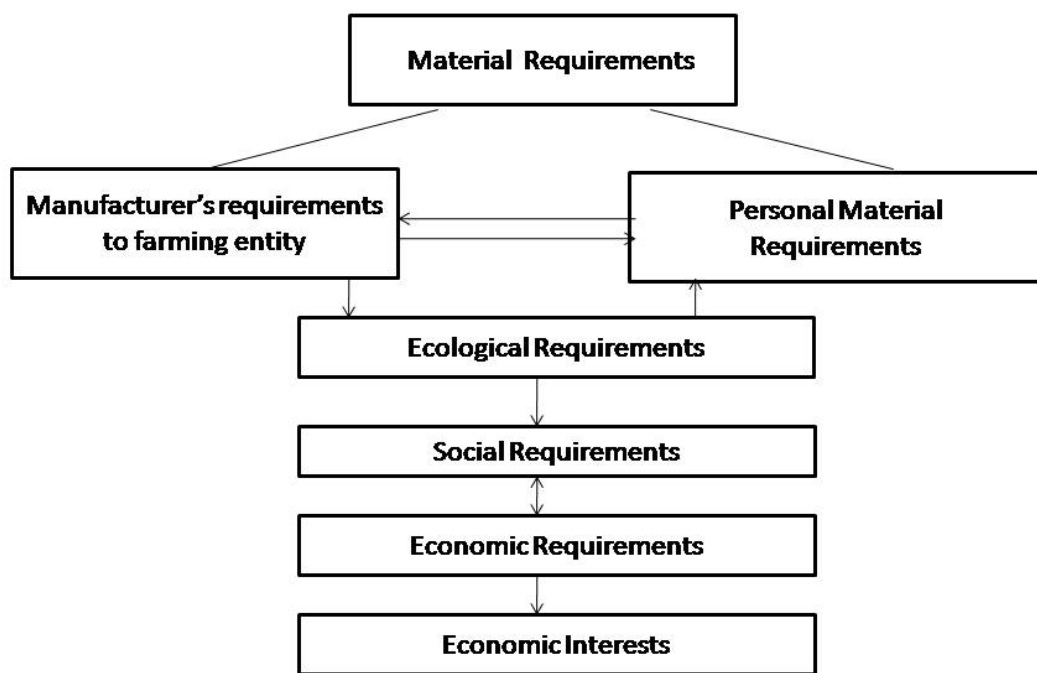 Material Requirements
Manufacturer's requirements
to farming entity
Personal Material
Requirements
Ecological Requirements
Social Requirements
Economic Requirements
Economic Interests